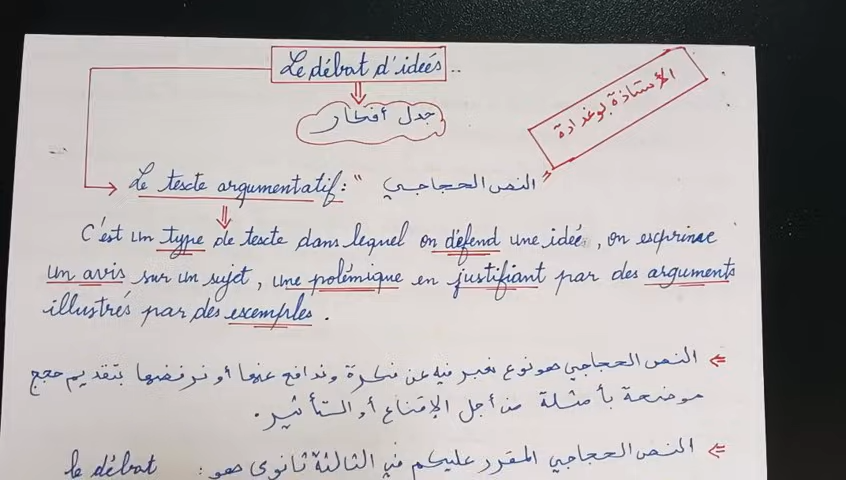 Le débat d'idées..
جدل أفكار
الأستاذة بوغدادة
Le texte argumentatif: " النص الحجاجي "
C'est un type de texte dans lequel on défend une idée, on exprime
un avis sur un sujet, une polémique en justifiant par des arguments
illustrés par des exemples.
⇐ النص الحجاجي هو نوع نعبر فيه عن فكرة وندافع عنها أو نرفضها بتقديم حجج
موضحة بأمثلة من أجل الإقناع أو التأثير.
⇐ النص الحجاجي المقرر عليكم في الثالثة ثانوي هو: le débat